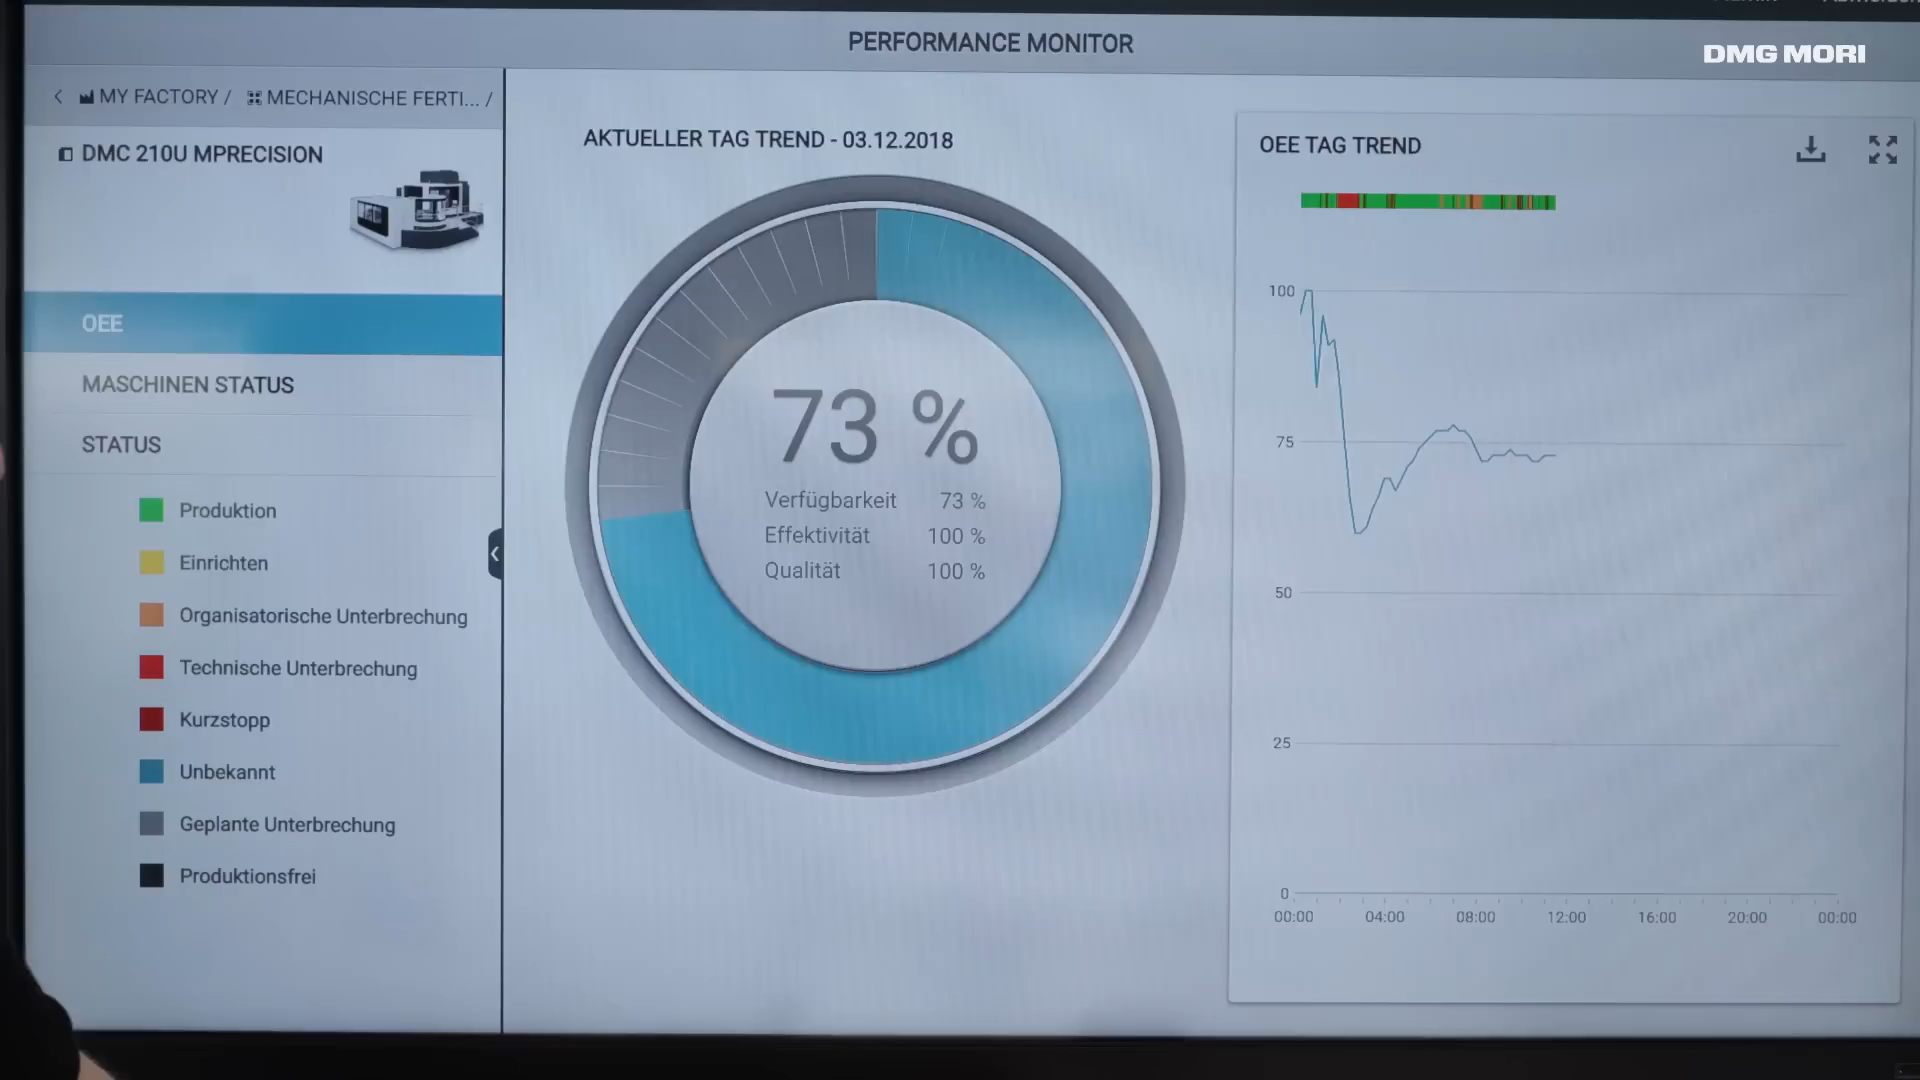 PERFORMANCE MONITOR
DMG MORI
MY FACTORY / MECHANISCHE FERTI... /
DMC 210U MPRECISION
OEE
MASCHINEN STATUS
STATUS
Produktion
Einrichten
Organisatorische Unterbrechung
Technische Unterbrechung
Kurzstopp
Unbekannt
Geplante Unterbrechung
Produktionsfrei
AKTUELLER TAG TREND - 03.12.2018
73 %
Verfügbarkeit 73 %
Effektivität 100 %
Qualität 100 %
OEE TAG TREND
100
75
50
25
0
00:00 04:00 08:00 12:00 16:00 20:00 00:00